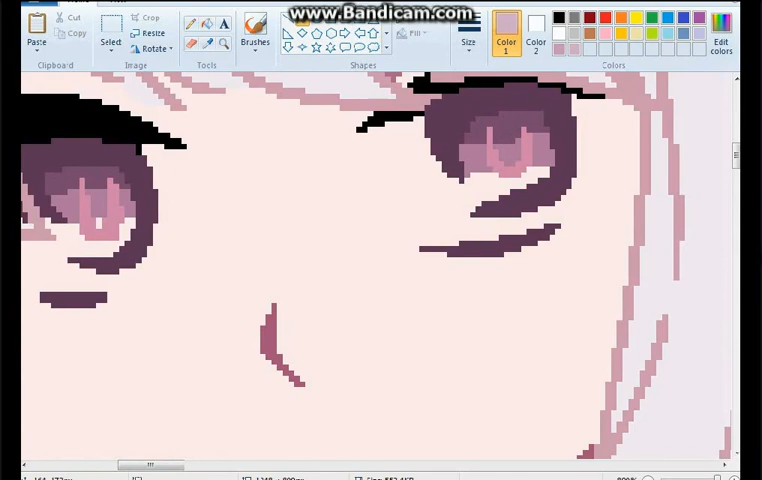 www.Bandicam.com
Paste
Cut
Copy
Clipboard
Select
Crop
Resize
Rotate
Image
Tools
Brushes
Shapes
Fill
Size
Color 1
Color 2
Edit colors
Colors
800%